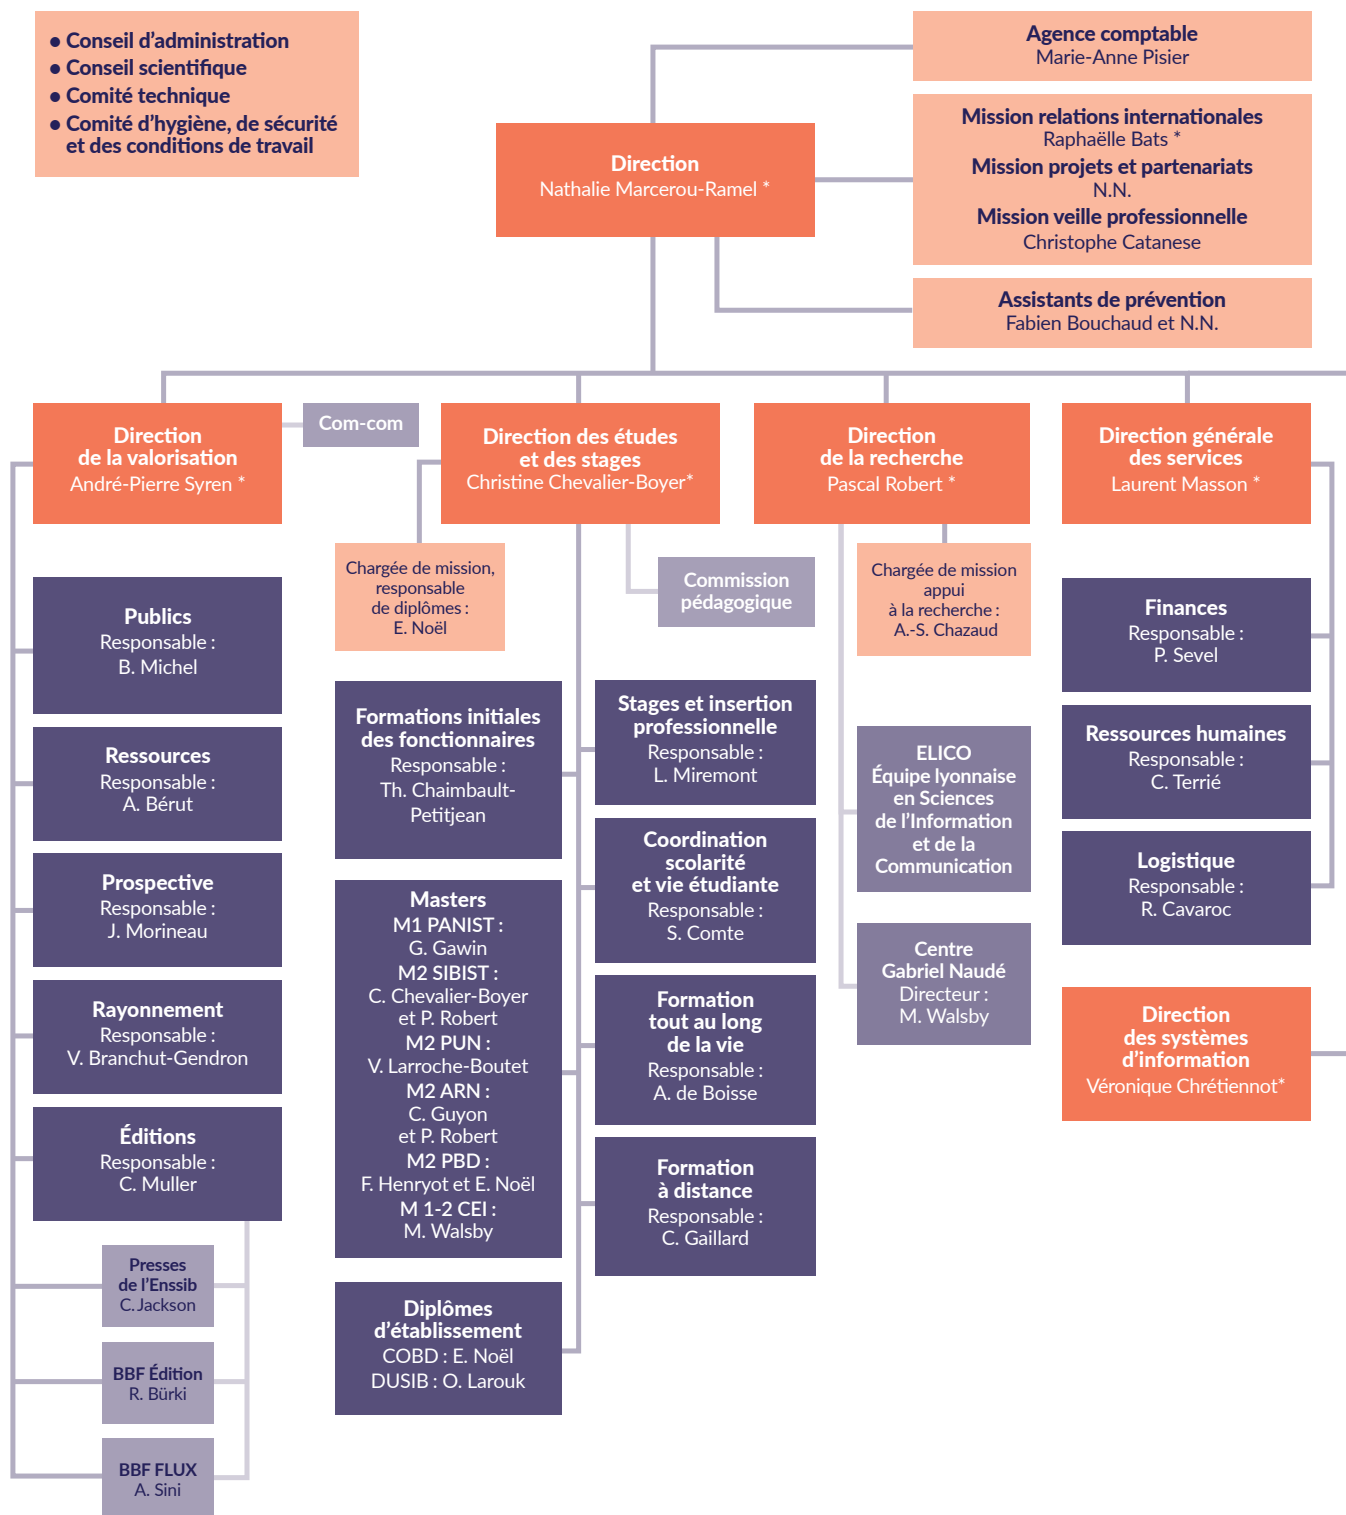 ● Conseil d’administration
● Conseil scientifique
● Comité technique
● Comité d’hygiène, de sécurité
et des conditions de travail
Agence comptable
Marie-Anne Pisier
Direction
Nathalie Marcerou-Ramel *
Mission relations internationales
Raphaëlle Bats *
Mission projets et partenariats
N.N.
Mission veille professionnelle
Christophe Catanese
Assistants de prévention
Fabien Bouchaud et N.N.
Direction
de la valorisation
André-Pierre Syren *
Com-com
Publics
Responsable :
B. Michel
Ressources
Responsable :
A. Bérut
Prospective
Responsable :
J. Morineau
Rayonnement
Responsable :
V. Branchut-Gendron
Éditions
Responsable :
C. Muller
Presses
de l’Enssib
C.Jackson
BBF Édition
R. Bürki
BBF FLUX
A. Sini
Direction des études
et des stages
Christine Chevalier-Boyer*
Chargée de mission,
responsable
de diplômes :
E. Noël
Commission
pédagogique
Formations initiales
des fonctionnaires
Responsable :
Th. Chaimbault-
Petitjean
Masters
M1 PANIST :
G. Gawin
M2 SIBIST :
C. Chevalier-Boyer
et P. Robert
M2 PUN :
V. Larroche-Boutet
M2 ARN :
C. Guyon
et P. Robert
M2 PBD :
F. Henryot et E. Noël
M 1-2 CEI :
M. Walsby
Diplômes
d’établissement
COBD : E. Noël
DUSIB : O. Larouk
Stages et insertion
professionnelle
Responsable :
L. Miremont
Coordination
scolarité
et vie étudiante
Responsable :
S. Comte
Formation
tout au long
de la vie
Responsable :
A. de Boisse
Formation
à distance
Responsable :
C. Gaillard
Direction
de la recherche
Pascal Robert *
Chargée de mission
appui
à la recherche :
A.-S. Chazaud
ELICO
Équipe lyonnaise
en Sciences
de l’Information
et de la
Communication
Centre
Gabriel Naudé
Directeur :
M. Walsby
Direction générale
des services
Laurent Masson *
Finances
Responsable :
P. Sevel
Ressources humaines
Responsable :
C. Terrié
Logistique
Responsable :
R. Cavaroc
Direction
des systèmes
d’information
Véronique Chrétiennot*